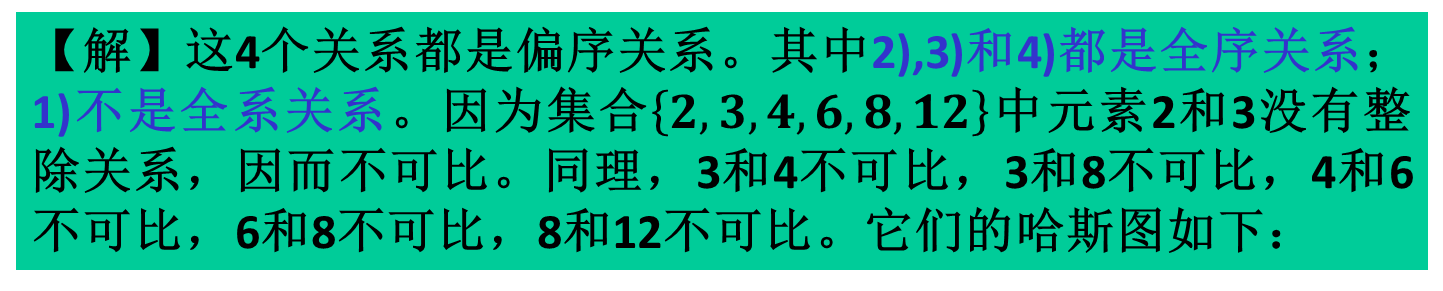 【解】这4个关系都是偏序关系。其中2),3)和4)都是全序关系；
1)不是全系关系。因为集合{2, 3, 4, 6, 8, 12}中元素2和3没有整
除关系，因而不可比。同理，3和4不可比，3和8不可比，4和6
不可比，6和8不可比，8和12不可比。它们的哈斯图如下：